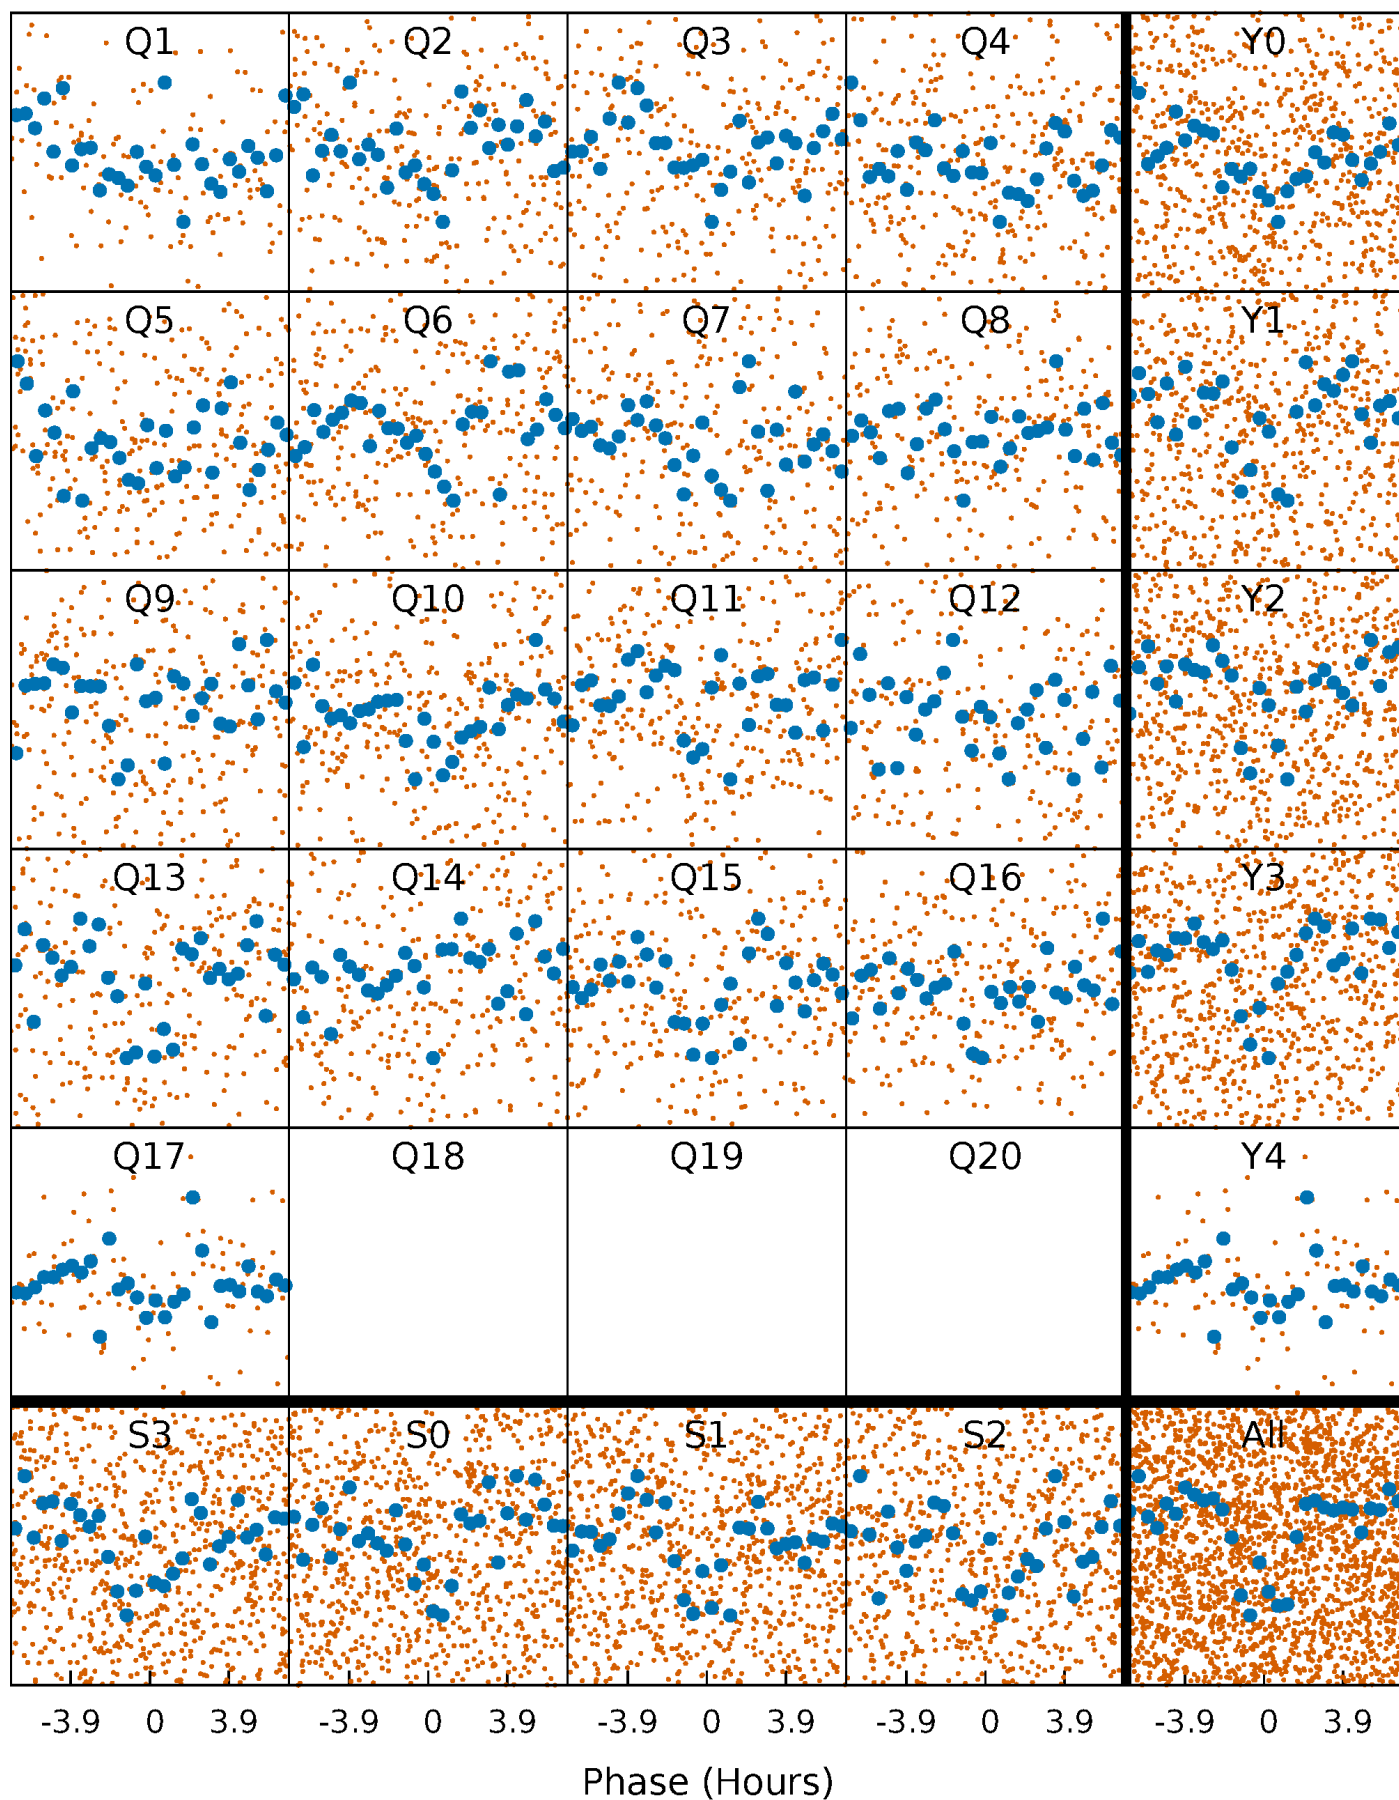 Q1 Q2 Q3 Q4 Y0
Q5 Q6 Q7 Q8 Y1
Q9 Q10 Q11 Q12 Y2
Q13 Q14 Q15 Q16 Y3
Q17 Q18 Q19 Q20 Y4
S3 S0 S1 S2 All
-3.9 0 3.9 -3.9 0 3.9 -3.9 0 3.9 -3.9 0 3.9 -3.9 0 3.9
Phase (Hours)